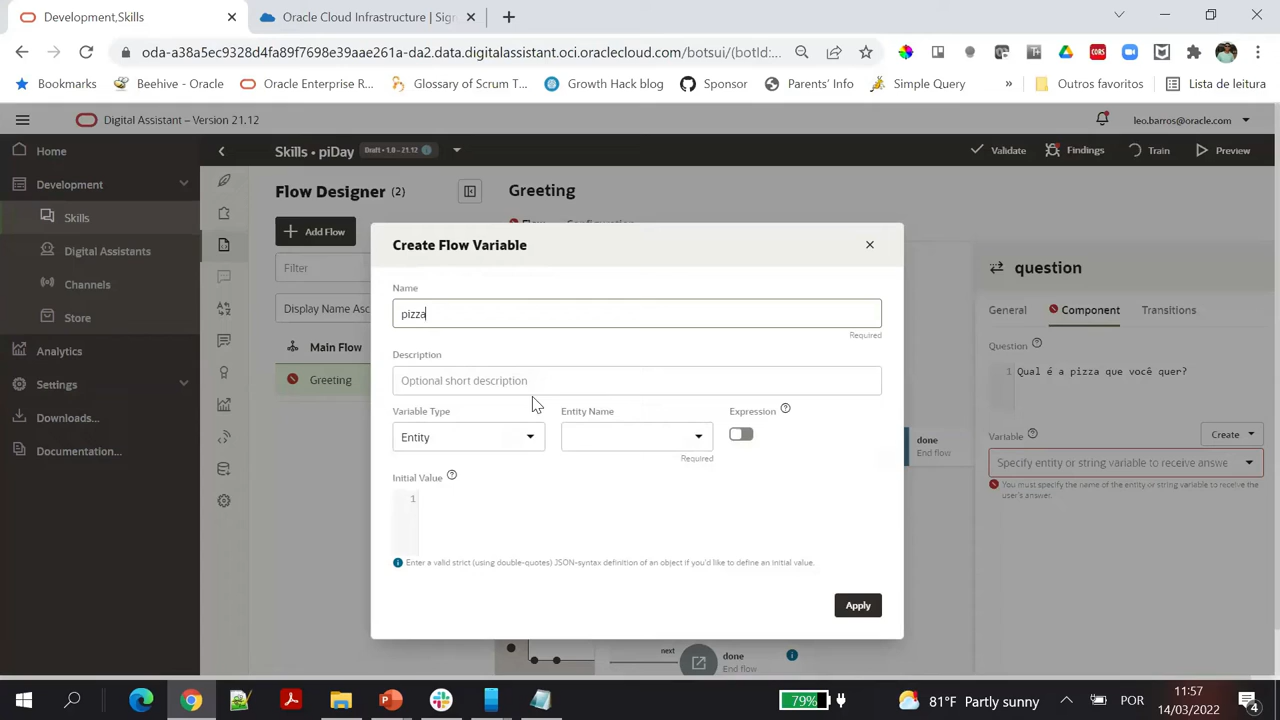 Development,Skills
Oracle Cloud Infrastructure | Sign
oda-a38a5ec9328d4fa89f7698e39aae261a-da2.data.digitalassistant.oci.oraclecloud.com/botsui/(botId:...
Bookmarks
Beehive - Oracle
Oracle Enterprise R...
Glossary of Scrum T...
Growth Hack blog
Sponsor
Parents' Info
Simple Query
»
Outros favoritos
Lista de leitura
Digital Assistant – Version 21.12
leo.barros@oracle.com
Home
Development
Skills
Digital Assistants
Channels
Store
Analytics
Settings
Downloads...
Documentation...
Skills • piDay
Draft • 1.0 - 21.12
Validate
Findings
Train
Preview
Flow Designer (2)
Add Flow
Filter
Display Name Asc
Main Flow
Greeting
Greeting
Flow
Configuration
Create Flow Variable
Name
pizza
Required
Description
Optional short description
Variable Type
Entity Name
Expression
Entity
Required
Initial Value
1
Enter a valid strict (using double-quotes) JSON-syntax definition of an object if you'd like to define an initial value.
Apply
done
End flow
next
done
End flow
question
General
Component
Transitions
Question
1
Qual é a pizza que você quer?
Variable
Create
Specify entity or string variable to receive answe
You must specify the name of the entity or string variable to receive the
user's answer.
CORS
79%
81°F Partly sunny
POR
11:57
14/03/2022
4